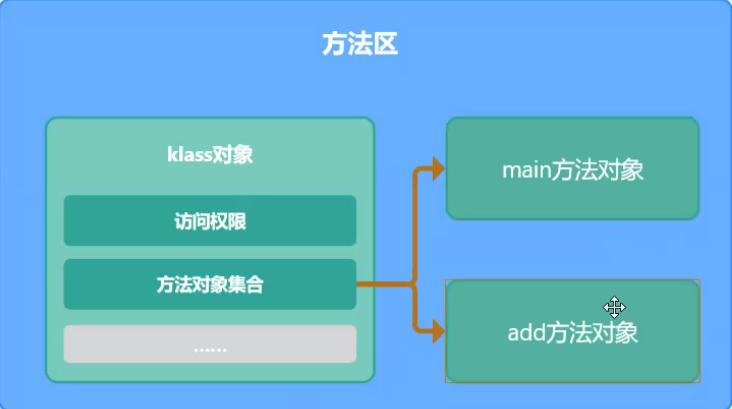 方法区
klass对象
访问权限
方法对象集合
......
main方法对象
add方法对象